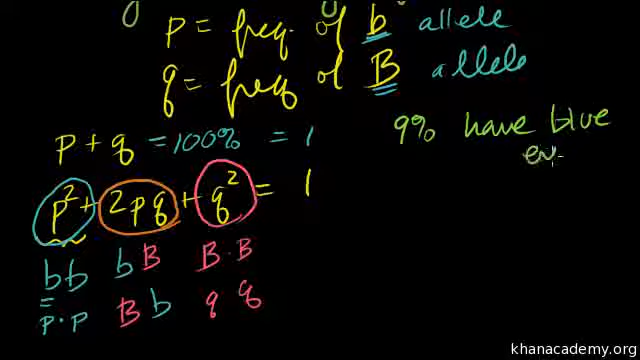 p = freq. of b allele
q = freq of B allele
p + q = 100% = 1
9% have blue
p² + 2pq + q² = 1
bb bB B·B
p·p Bb q q
khanacademy.org